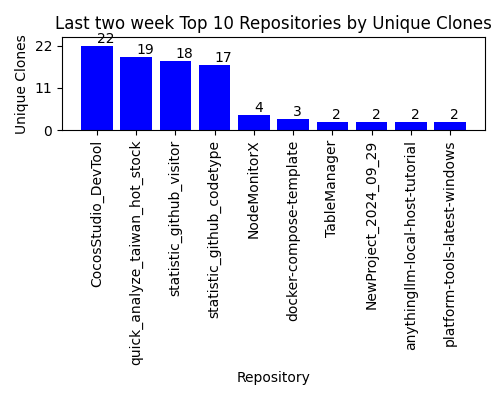 Last two week Top 10 Repositories by Unique Clones
Unique Clones
22
11
0
22
19
18
17
4
3
2
2
2
2
CocosStudio_DevTool
quick_analyze_taiwan_hot_stock
statistic_github_visitor
statistic_github_codetype
NodeMonitorX
docker-compose-template
TableManager
NewProject_2024_09_29
anythingllm-local-host-tutorial
platform-tools-latest-windows
Repository